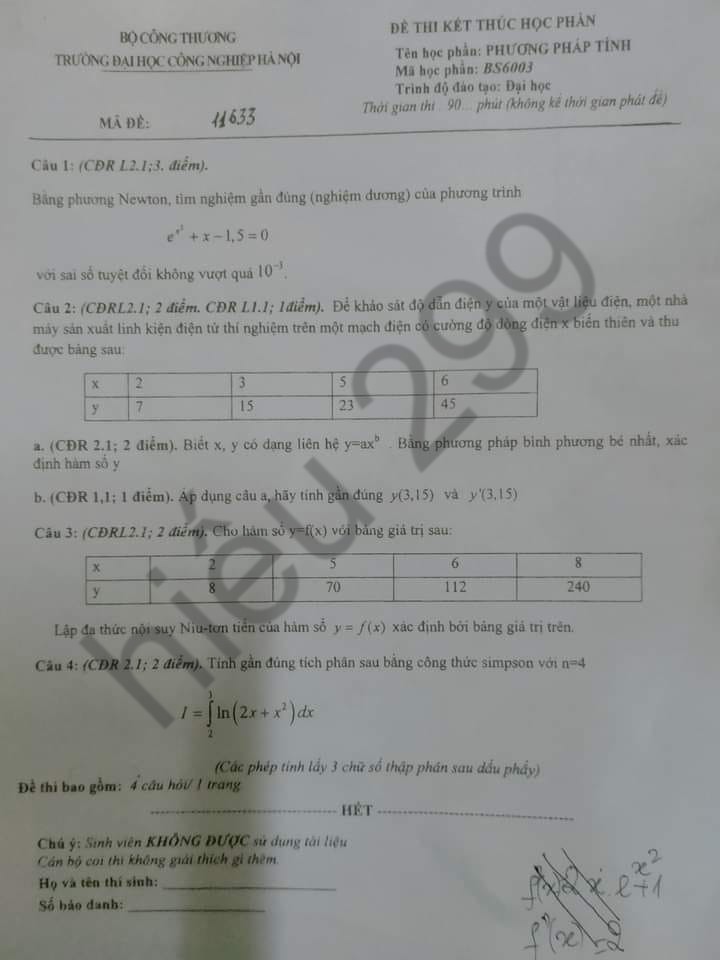 BỘ CÔNG THƯƠNG
TRƯỜNG ĐẠI HỌC CÔNG NGHIỆP HÀ NỘI
MÃ ĐỀ: 11633
ĐỀ THI KẾT THÚC HỌC PHẦN
Tên học phần: PHƯƠNG PHÁP TÍNH
Mã học phần: BS6003
Trình độ đào tạo: Đại học
Thời gian thi . 90... phút (không kể thời gian phát đề)
Câu 1: (CĐR L2.1;3. điểm).
Bằng phương Newton, tìm nghiệm gần đúng (nghiệm dương) của phương trình
e^{x^2} + x − 1,5 = 0
với sai số tuyệt đối không vượt quá 10^{-3}.
Câu 2: (CĐRL2.1; 2 điểm. CĐR L1.1; 1điểm). Để khảo sát độ dẫn điện y của một vật liệu điện, một nhà
máy sản xuất linh kiện điện tử thí nghiệm trên một mạch điện có cường độ dòng điện x biến thiên và thu
được bảng sau:
x 2 3 5 6
y 7 15 23 45
a. (CĐR 2.1; 2 điểm). Biết x, y có dạng liên hệ y=ax^b . Bằng phương pháp bình phương bé nhất, xác
định hàm số y
b. (CĐR 1,1; 1 điểm). Áp dụng câu a, hãy tính gần đúng y(3,15) và y'(3,15)
Câu 3: (CĐRL2.1; 2 điểm). Cho hàm số y=f(x) với bảng giá trị sau:
x 2 5 6 8
y 8 70 112 240
Lập đa thức nội suy Niu-tơn tiến của hàm số y = f(x) xác định bởi bảng giá trị trên.
Câu 4: (CĐR 2.1; 2 điểm). Tính gần đúng tích phân sau bằng công thức simpson với n=4
I = ∫_2^3 ln(2x + x^2) dx
(Các phép tính lấy 3 chữ số thập phân sau dấu phẩy)
Đề thi bao gồm: 4 câu hỏi/ 1 trang
HẾT
Chú ý: Sinh viên KHÔNG ĐƯỢC sử dụng tài liệu
Cán bộ coi thi không giải thích gì thêm.
Họ và tên thí sinh:
Số báo danh:
hiếu 299